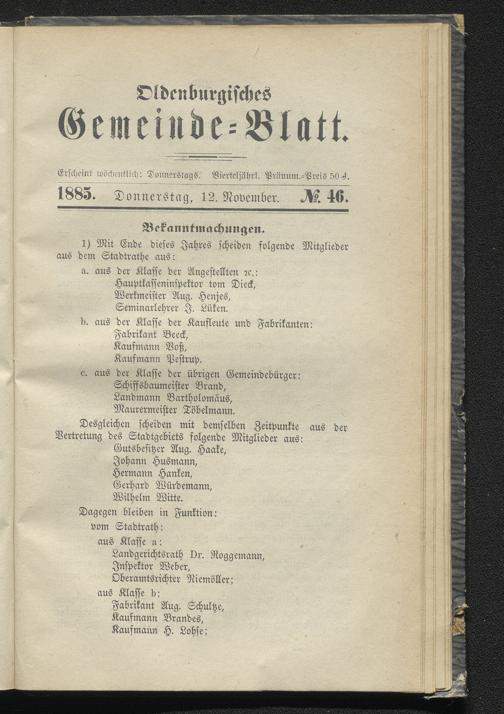 Oldenburgisches
Gemeinde-Blatt.
Erscheint wöchentlich: Donnerstags. Vierteljährl. Pränum.-Preis 50 ₰.
1885. Donnerstag, 12. November. № 46.
Bekanntmachungen.
1) Mit Ende dieses Jahres scheiden folgende Mitglieder
aus dem Stadtrathe aus:
a. aus der Klasse der Angestellten ꝛc.:
Hauptkasseninspektor tom Dieck,
Werkmeister Aug. Henjes,
Seminarlehrer J. Lüken.
b. aus der Klasse der Kaufleute und Fabrikanten:
Fabrikant Beeck,
Kaufmann Voß,
Kaufmann Pestrup.
c. aus der Klasse der übrigen Gemeindebürger:
Schiffsbaumeister Brand,
Landmann Bartholomäus,
Maurermeister Töbelmann.
Desgleichen scheiden mit demselben Zeitpunkte aus der
Vertretung des Stadtgebiets folgende Mitglieder aus:
Gutsbesitzer Aug. Haake,
Johann Husmann,
Hermann Hanken,
Gerhard Würdemann,
Wilhelm Witte.
Dagegen bleiben in Funktion:
vom Stadtrath:
aus Klasse a:
Landgerichtsrath Dr. Roggemann,
Inspektor Weber,
Oberamtsrichter Niemöller;
aus Klasse b:
Fabrikant Aug. Schultze,
Kaufmann Brandes,
Kaufmann H. Lohse;